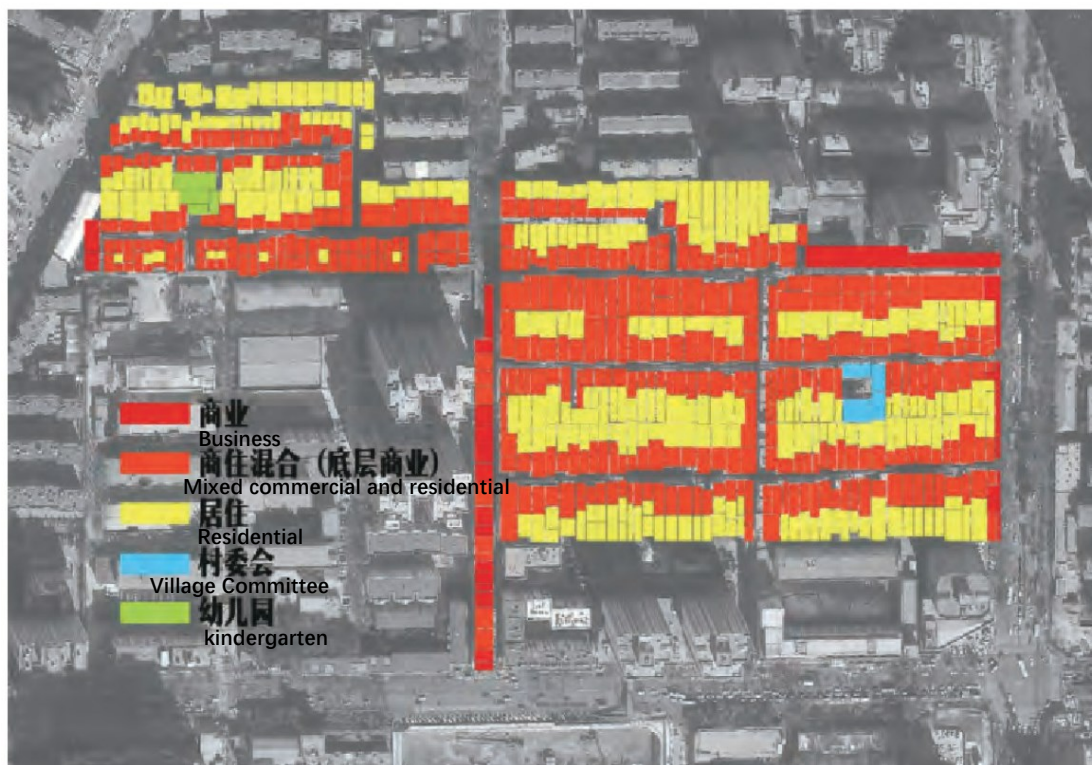 商业
Business
商住混合（底层商业）
Mixed commercial and residential
居住
Residential
村委会
Village Committee
幼儿园
kindergarten